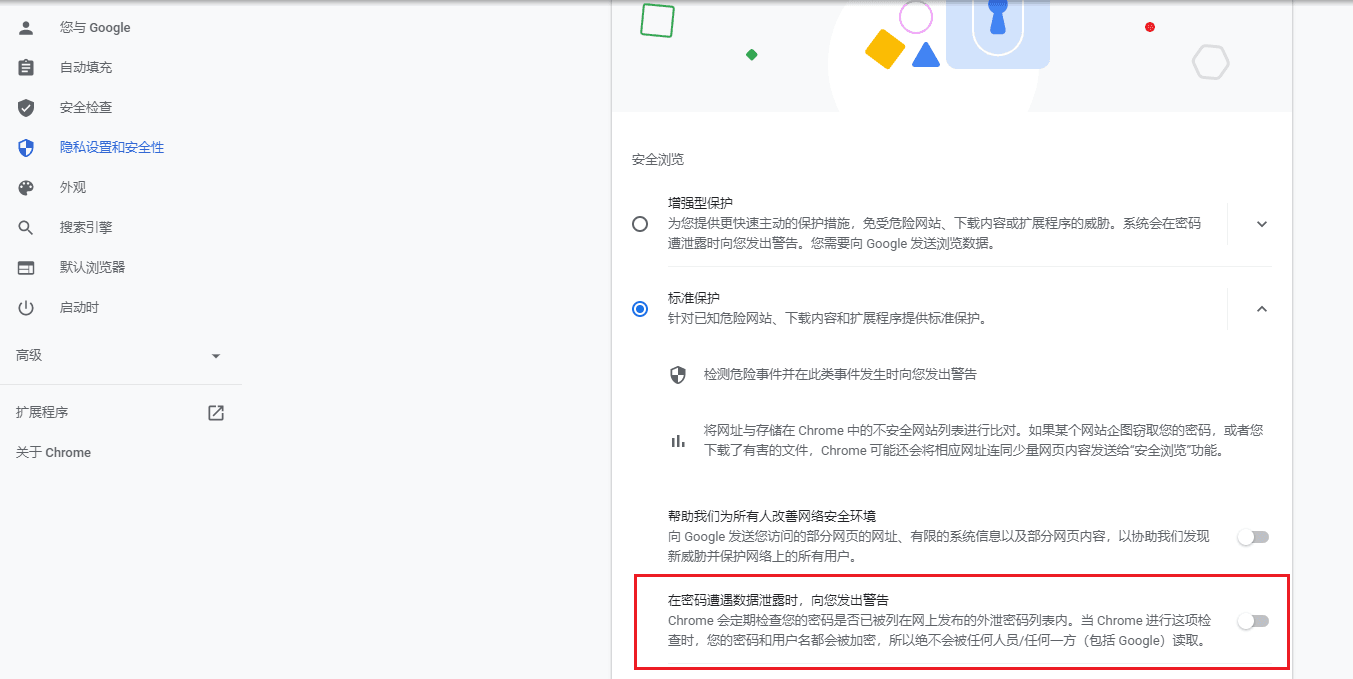 您与 Google
自动填充
安全检查
隐私设置和安全性
外观
搜索引擎
默认浏览器
启动时
高级
扩展程序
关于 Chrome
安全浏览
增强型保护
为您提供更快速主动的保护措施，免受危险网站、下载内容或扩展程序的威胁。系统会在密码
遭泄露时向您发出警告。您需要向 Google 发送浏览数据。
标准保护
针对已知危险网站、下载内容和扩展程序提供标准保护。
检测危险事件并在此类事件发生时向您发出警告
将网址与存储在 Chrome 中的不安全网站列表进行比对。如果某个网站企图窃取您的密码，或者您
下载了有害的文件，Chrome 可能还会将相应网址连同少量网页内容发送给“安全浏览”功能。
帮助我们为所有人改善网络安全环境
向 Google 发送您访问的部分网页的网址、有限的系统信息以及部分网页内容，以协助我们发现
新威胁并保护网络上的所有用户。
在密码遭遇数据泄露时，向您发出警告
Chrome 会定期检查您的密码是否已被列在网上发布的外泄密码列表内。当 Chrome 进行这项检
查时，您的密码和用户名都会被加密，所以绝不会被任何人员/任何一方（包括 Google）读取。